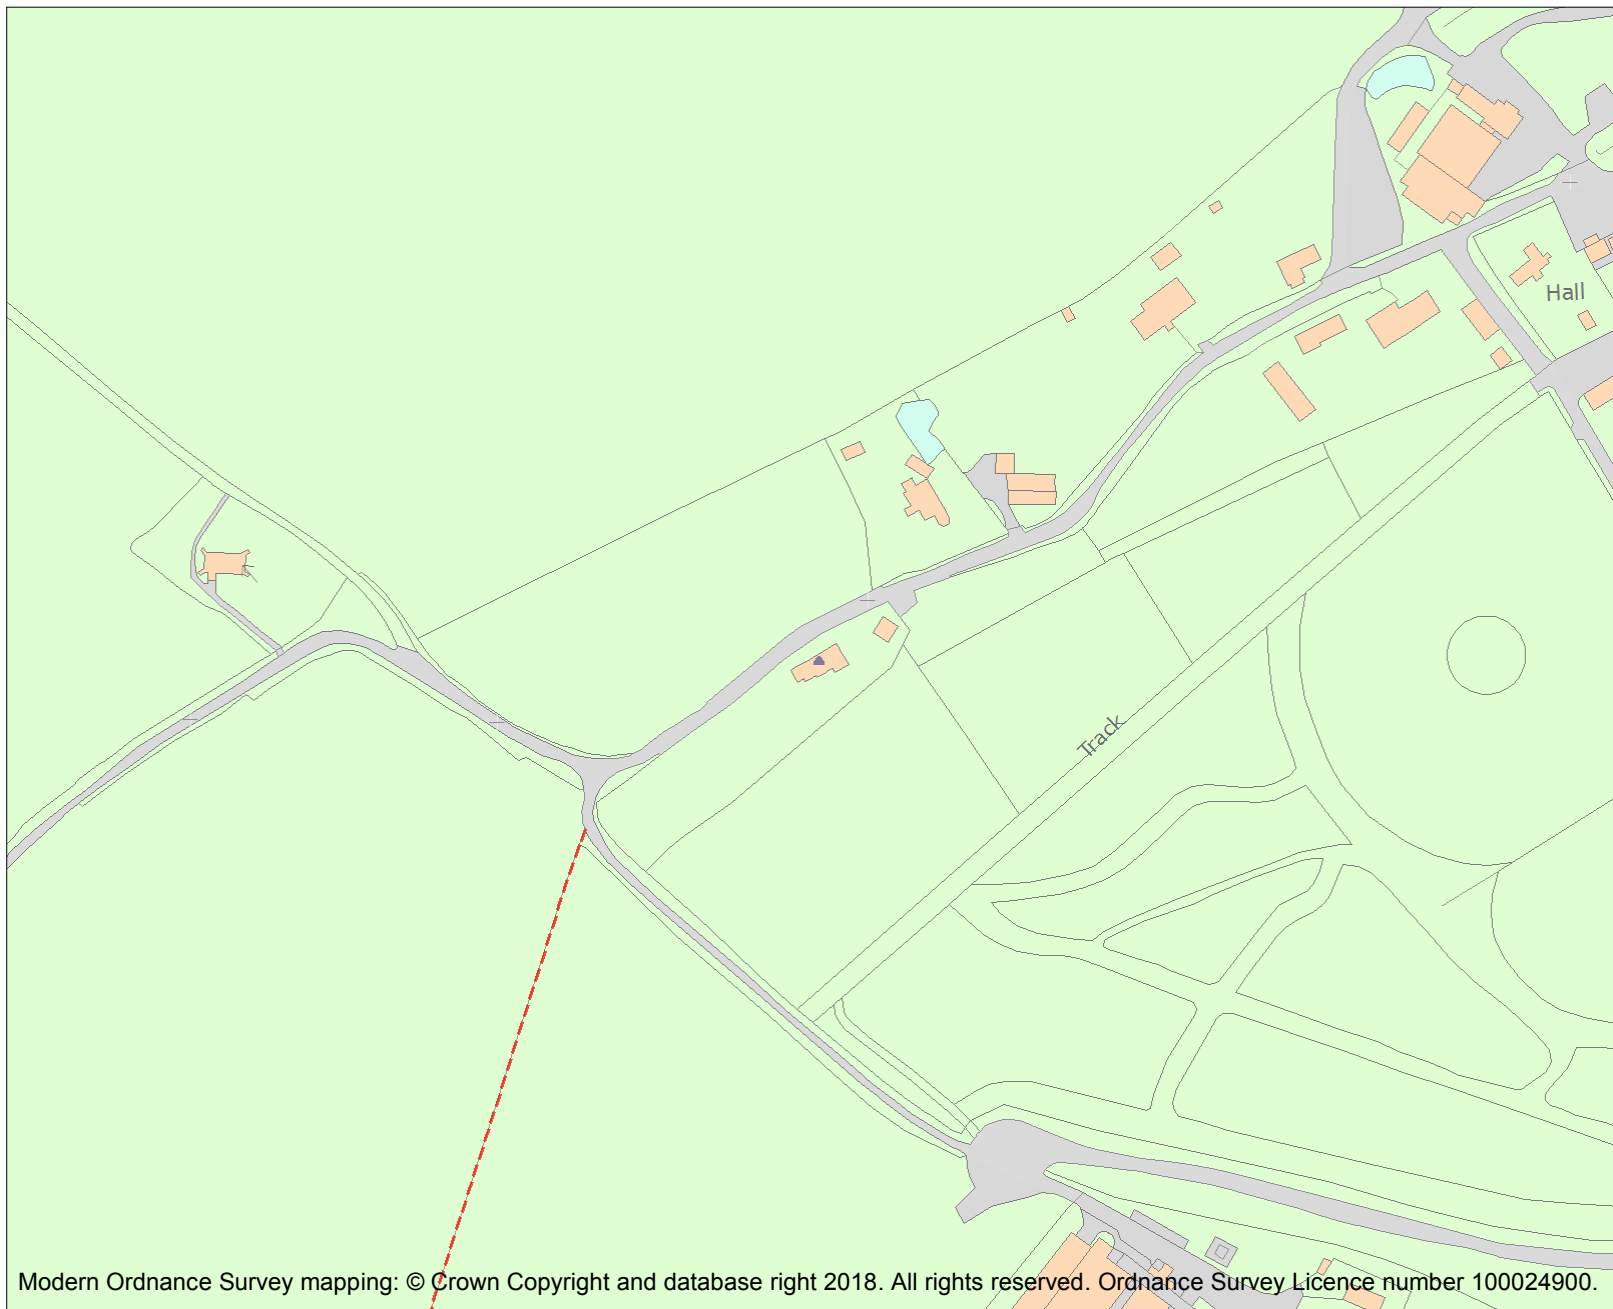 Hall
Track
Modern Ordnance Survey mapping: © Crown Copyright and database right 2018. All rights reserved. Ordnance Survey Licence number 100024900.